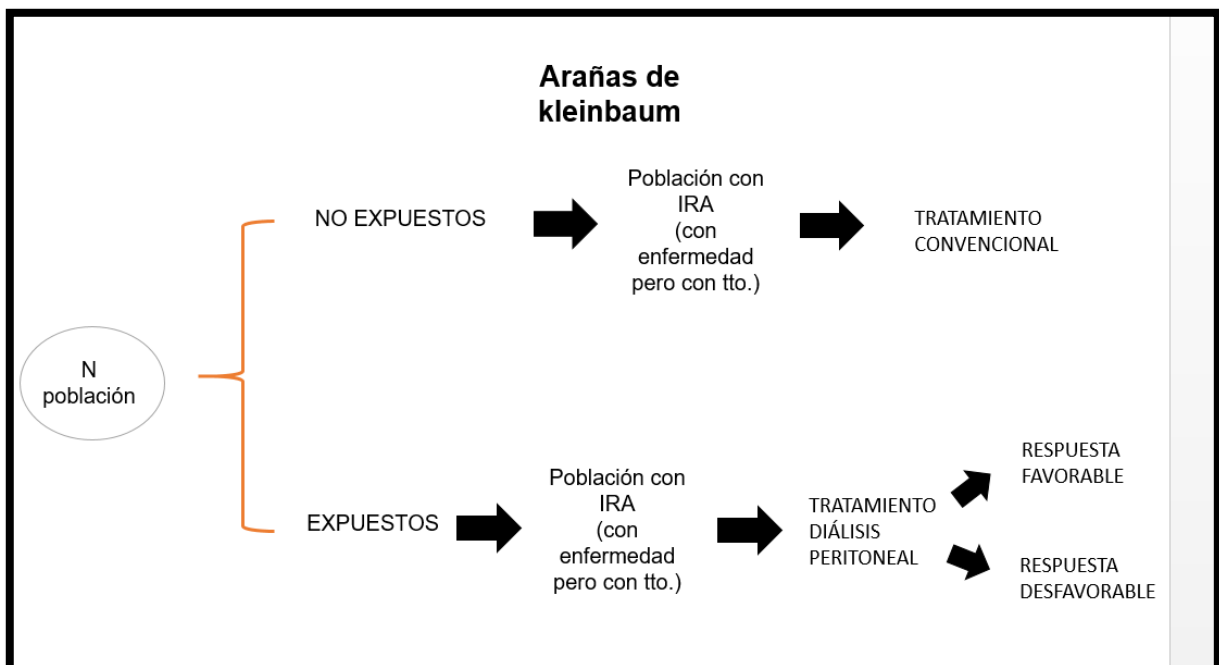 Arañas de
kleinbaum
NO EXPUESTOS
Población con
IRA
(con
enfermedad
pero con tto.)
TRATAMIENTO
CONVENCIONAL
N
población
EXPUESTOS
Población con
IRA
(con
enfermedad
pero con tto.)
TRATAMIENTO
DIÁLISIS
PERITONEAL
RESPUESTA
FAVORABLE
RESPUESTA
DESFAVORABLE